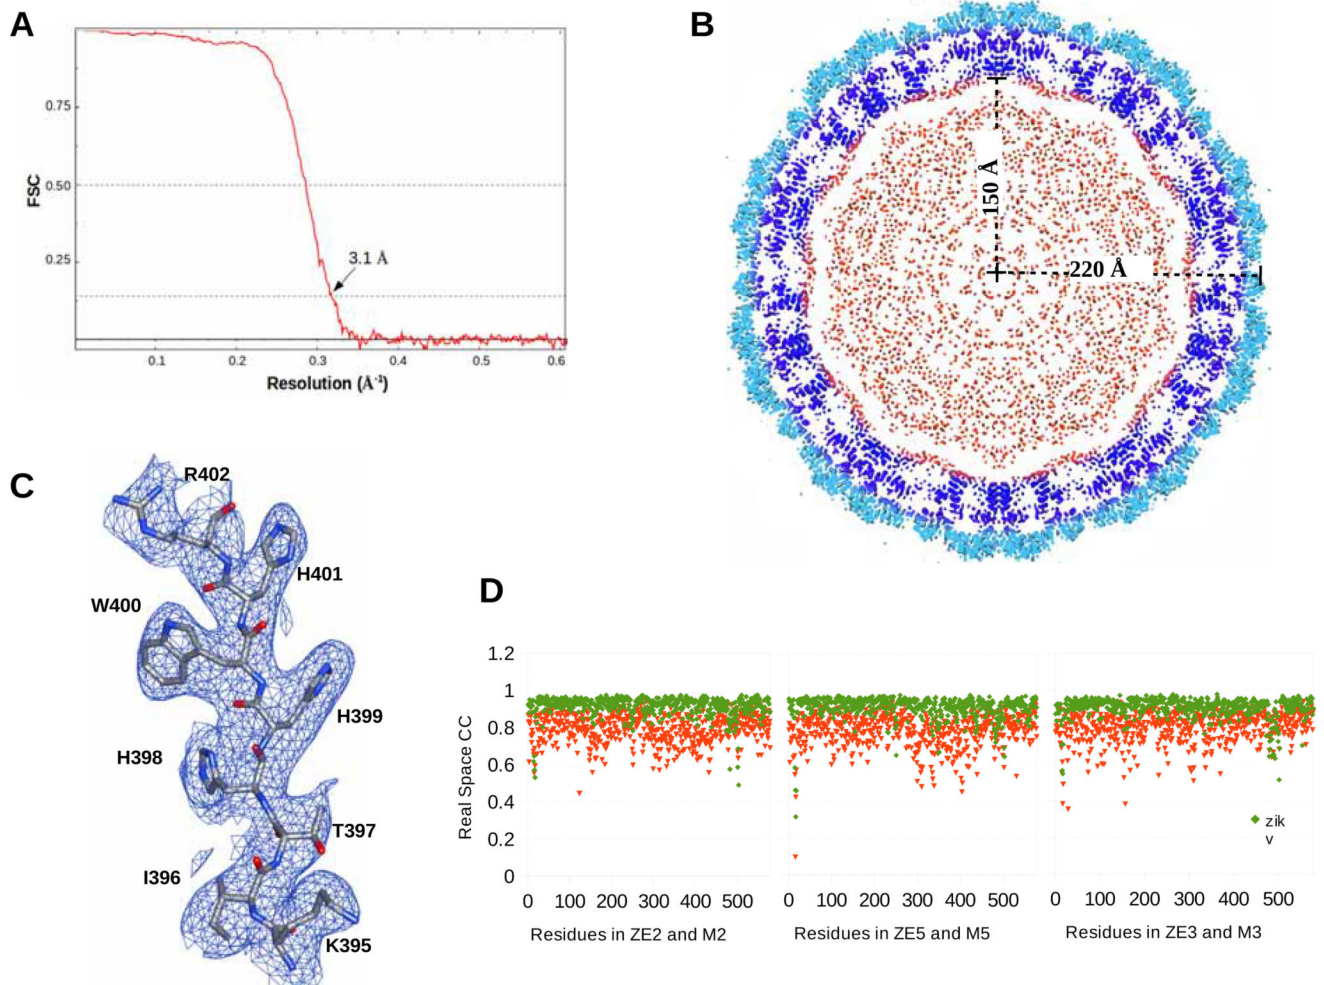 A
FSC
0.75
0.50
0.25
3.1 Å
0.1 0.2 0.3 0.4 0.5 0.6
Resolution (Å⁻¹)
B
150 Å
220 Å
C
R402
H401
W400
H399
H398
T397
I396
K395
D
Real Space CC
1.2
1
0.8
0.6
0.4
0.2
0
zik
v
0 100 200 300 400 500 0 100 200 300 400 500 0 100 200 300 400 500
Residues in ZE2 and M2 Residues in ZE5 and M5 Residues in ZE3 and M3